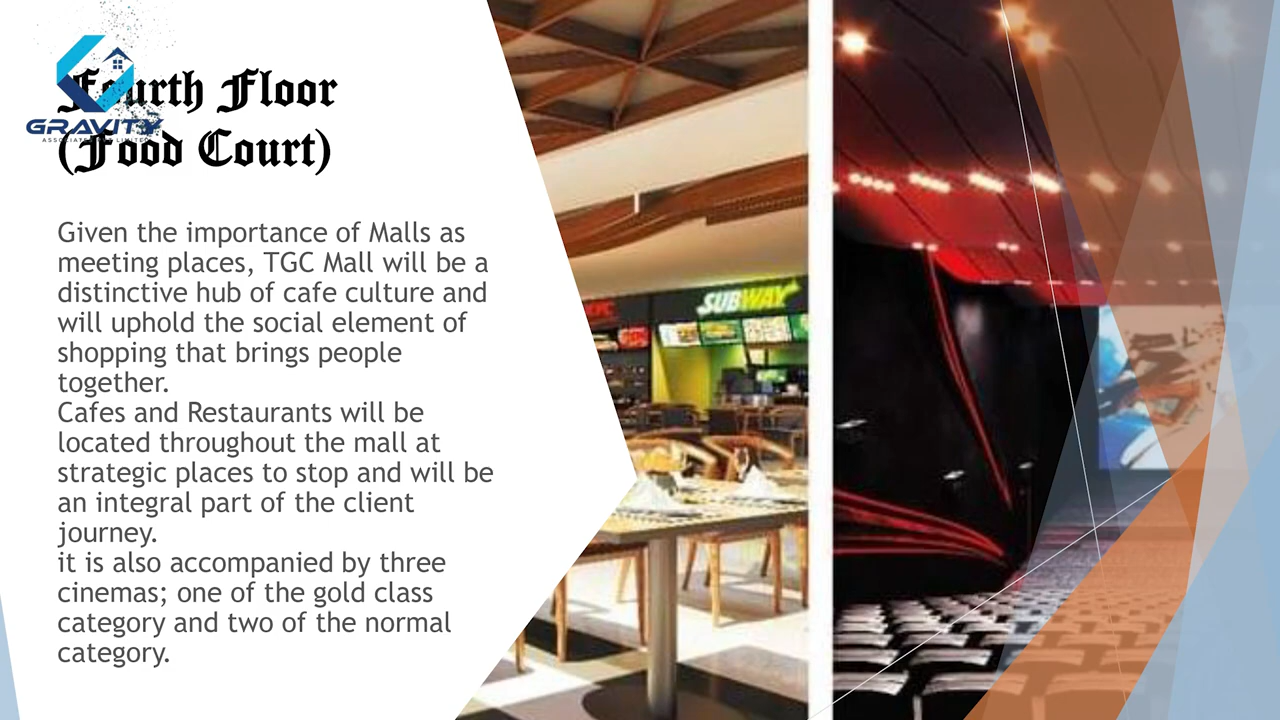 Fourth Floor
(Food Court)
GRAVITY
Given the importance of Malls as
meeting places, TGC Mall will be a
distinctive hub of cafe culture and
will uphold the social element of
shopping that brings people
together.
Cafes and Restaurants will be
located throughout the mall at
strategic places to stop and will be
an integral part of the client
journey.
it is also accompanied by three
cinemas; one of the gold class
category and two of the normal
category.
SUBWAY